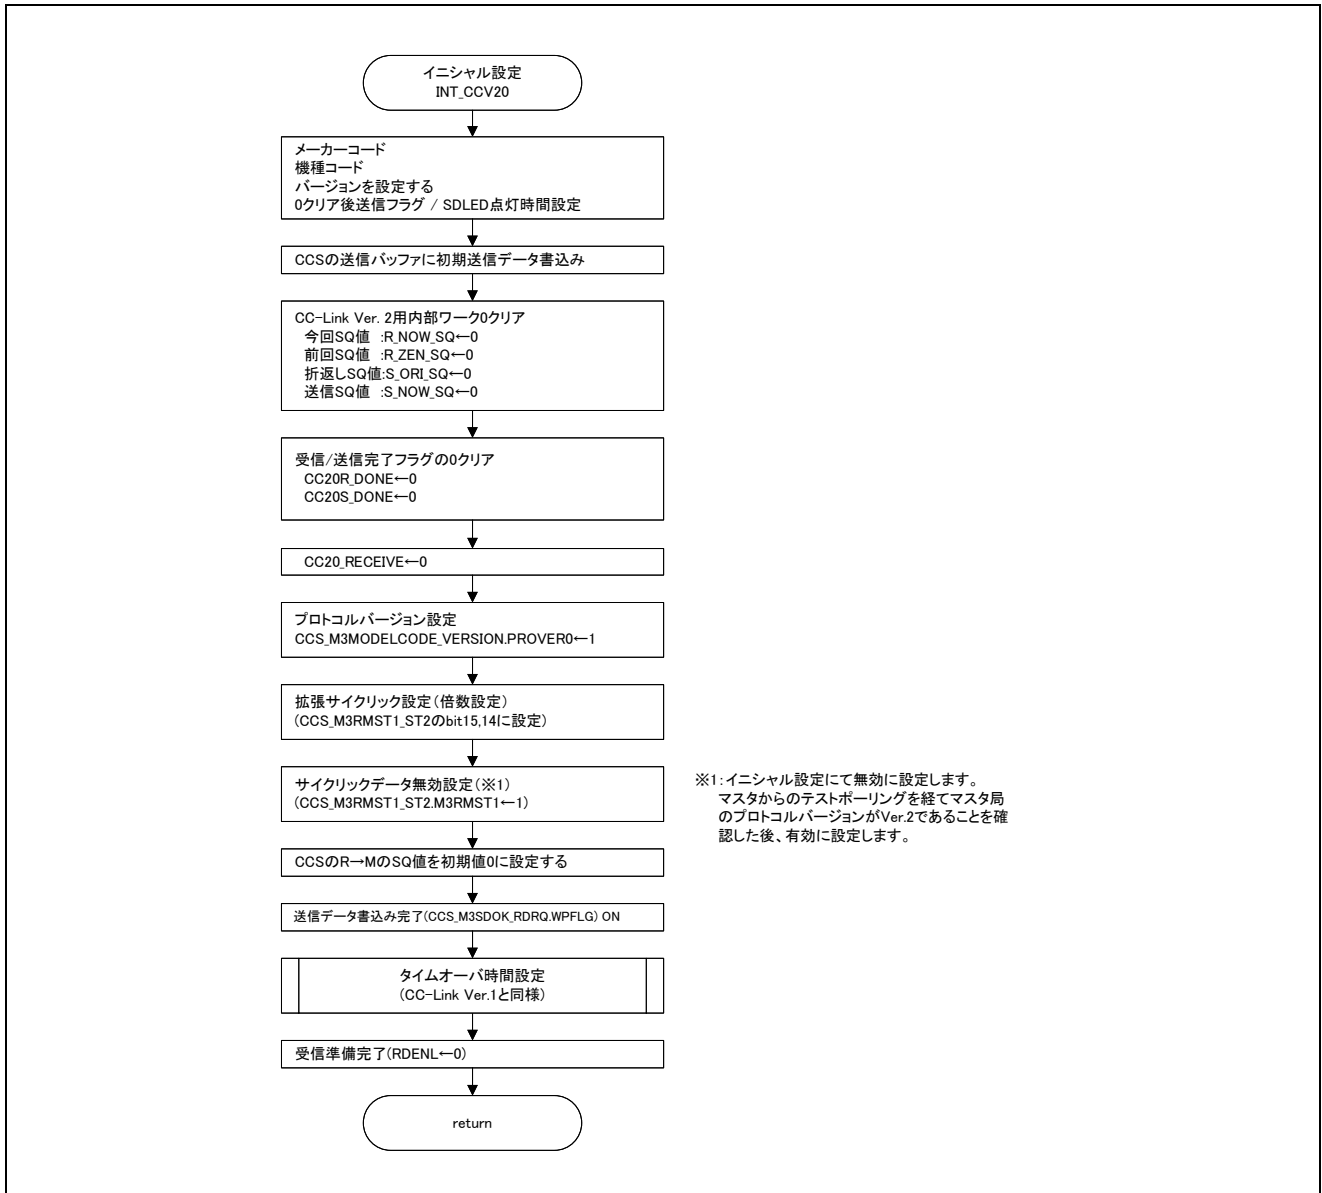 イニシャル設定
INT_CCV20
メーカーコード
機種コード
バージョンを設定する
0クリア後送信フラグ / SDLED点灯時間設定
CCSの送信バッファに初期送信データ書込み
CC-Link Ver. 2用内部ワーク0クリア
今回SQ値 :R_NOW_SQ←0
前回SQ値 :R_ZEN_SQ←0
折返しSQ値:S_ORI_SQ←0
送信SQ値 :S_NOW_SQ←0
受信/送信完了フラグの0クリア
CC20R_DONE←0
CC20S_DONE←0
CC20_RECEIVE←0
プロトコルバージョン設定
CCS_M3MODELCODE_VERSION.PROVER0←1
拡張サイクリック設定(倍数設定)
(CCS_M3RMST1_ST2のbit15,14に設定)
サイクリックデータ無効設定(※1)
(CCS_M3RMST1_ST2.M3RMST1←1)
※1:イニシャル設定にて無効に設定します。
マスタからのテストポーリングを経てマスタ局
のプロトコルバージョンがVer.2であることを確
認した後、有効に設定します。
CCSのR→MのSQ値を初期値0に設定する
送信データ書込み完了(CCS_M3SDOK_RDRQ.WPFLG) ON
タイムオーバ時間設定
(CC-Link Ver.1と同様)
受信準備完了(RDENL←0)
return